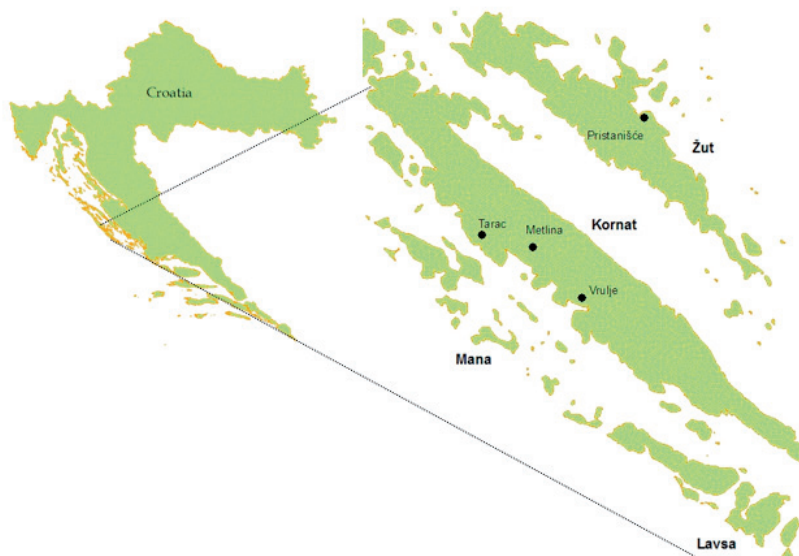 Croatia
Pristanišće
Žut
Kornat
Tarac
Metlina
Vrulje
Mana
Lavsa